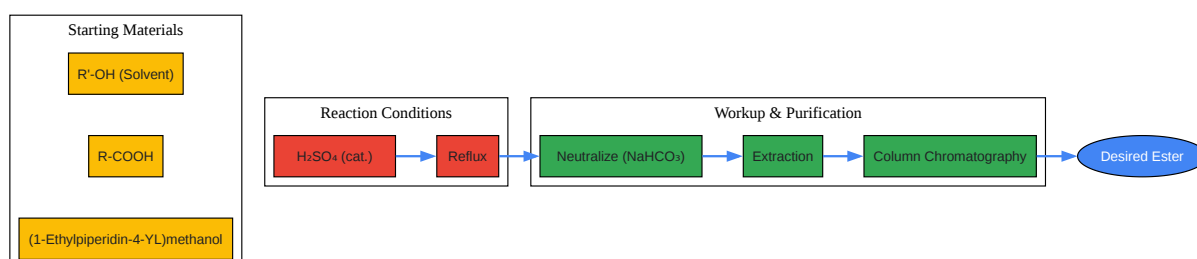 Starting Materials
R'-OH (Solvent)
R-COOH
(1-Ethylpiperidin-4-YL)methanol
Reaction Conditions
H₂SO₄ (cat.)
Reflux
Workup & Purification
Neutralize (NaHCO₃)
Extraction
Column Chromatography
Desired Ester